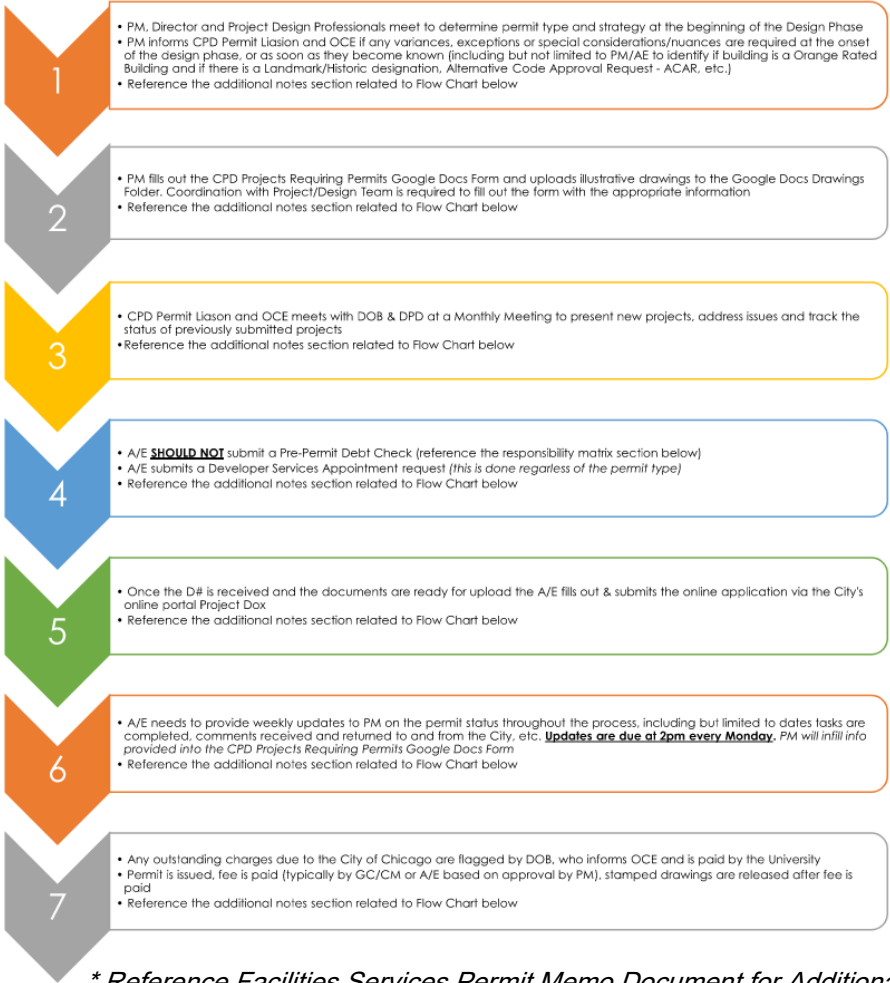 1
• PM, Director and Project Design Professionals meet to determine permit type and strategy at the beginning of the Design Phase
• PM informs CPD Permit Liasion and OCE if any variances, exceptions or special considerations/nuances are required at the onset
of the design phase, or as soon as they become known (including but not limited to PM/AE to identify if building is a Orange Rated
Building and if there is a Landmark/Historic designation, Alternative Code Approval Request - ACAR, etc.)
• Reference the additional notes section related to Flow Chart below
2
• PM fills out the CPD Projects Requiring Permits Google Docs Form and uploads illustrative drawings to the Google Docs Drawings
Folder. Coordination with Project/Design Team is required to fill out the form with the appropriate information
• Reference the additional notes section related to Flow Chart below
3
• CPD Permit Liason and OCE meets with DOB & DPD at a Monthly Meeting to present new projects, address issues and track the
status of previously submitted projects
•Reference the additional notes section related to Flow Chart below
4
• A/E SHOULD NOT submit a Pre-Permit Debt Check (reference the responsibility matrix section below)
• A/E submits a Developer Services Appointment request (this is done regarless of the permit type)
• Reference the additional notes section related to Flow Chart below
5
• Once the D# is received and the documents are ready for upload the A/E fills out & submits the online application via the City's
online portal Project Dox
• Reference the additional notes section related to Flow Chart below
6
• A/E needs to provide weekly updates to PM on the permit status throughout the process, including but limited to dates tasks are
completed, comments received and returned to and from the City, etc. Updates are due at 2pm every Monday. PM will infill info
provided into the CPD Projects Requiring Permits Google Docs Form
• Reference the additional notes section related to Flow Chart below
7
• Any outstanding charges due to the City of Chicago are flagged by DOB, who informs OCE and is paid by the University
• Permit is issued, fee is paid (typically by GC/CM or A/E based on approval by PM), stamped drawings are released after fee is
paid
• Reference the additional notes section related to Flow Chart below
* Reference Facilities Services Permit Memo Document for Additiona